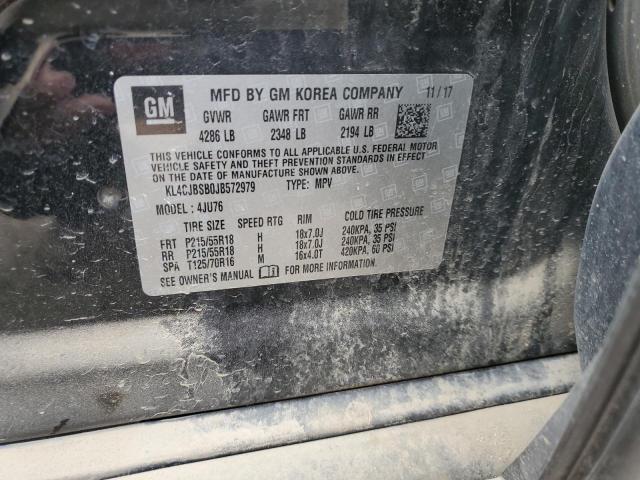 GM MFD BY GM KOREA COMPANY 11/17
GVWR GAWR FRT GAWR RR
4286 LB 2348 LB 2194 LB
THIS VEHICLE CONFORMS TO ALL APPLICABLE U.S. FEDERAL MOTOR
VEHICLE SAFETY AND THEFT PREVENTION STANDARDS IN EFFECT ON
THE DATE OF MANUFACTURE SHOWN ABOVE.
KL4CJBSB0JB572979 TYPE: MPV
MODEL: 4JU76
TIRE SIZE SPEED RTG RIM COLD TIRE PRESSURE
FRT P215/55R18 H 18x7.0J 240KPA, 35 PSI
RR P215/55R18 H 18x7.0J 240KPA, 35 PSI
SPA T125/70R16 M 16x4.0T 420KPA, 60 PSI
SEE OWNER'S MANUAL FOR MORE INFORMATION.